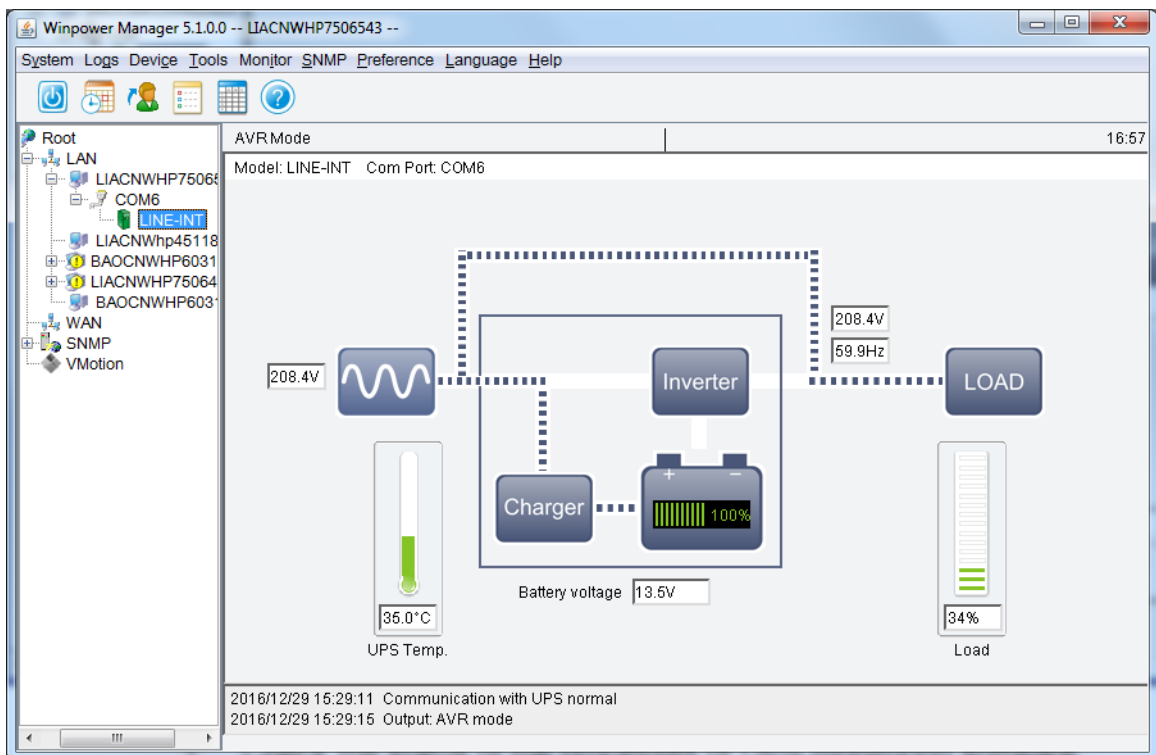 Winpower Manager 5.1.0.0 -- LIACNWHP7506543 --
System Logs Device Tools Monitor SNMP Preference Language Help
Root
LAN
LIACNWHP75065
COM6
LINE-INT
LIACNWhp45118
BAOCNWHP6031
LIACNWHP75064
BAOCNWHP6031
WAN
SNMP
VMotion
AVR Mode
16:57
Model: LINE-INT Com Port: COM6
208.4V
59.9Hz
208.4V
Inverter
LOAD
+ −
Charger
100%
Battery voltage 13.5V
35.0°C
34%
UPS Temp.
Load
2016/12/29 15:29:11 Communication with UPS normal
2016/12/29 15:29:15 Output: AVR mode